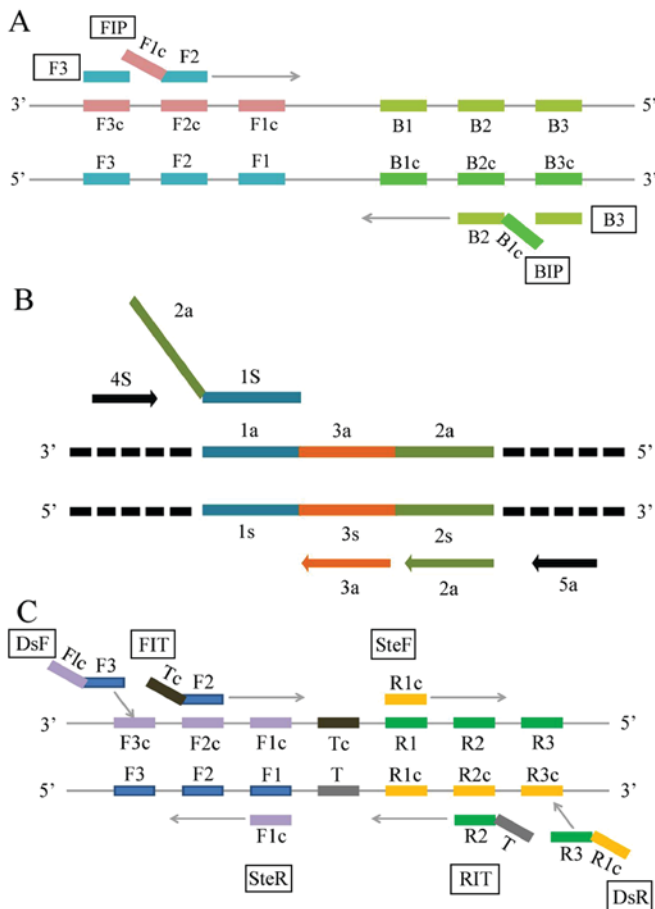 A
FIP
F1c F2
F3
3’ 5’
F3c F2c F1c B1 B2 B3
F3 F2 F1 B1c B2c B3c
5’ 3’
B2 B1c B3
BIP
B
2a
4S 1S
1a 3a 2a
3’ 5’
5’ 3’
1s 3s 2s
3a 2a 5a
C
DsF FIT SteF
F1c F3 Tc F2 R1c
3’ 5’
F3c F2c F1c Tc R1 R2 R3
F3 F2 F1 T R1c R2c R3c
5’ 3’
F1c R2 T R3 R1c
SteR RIT DsR